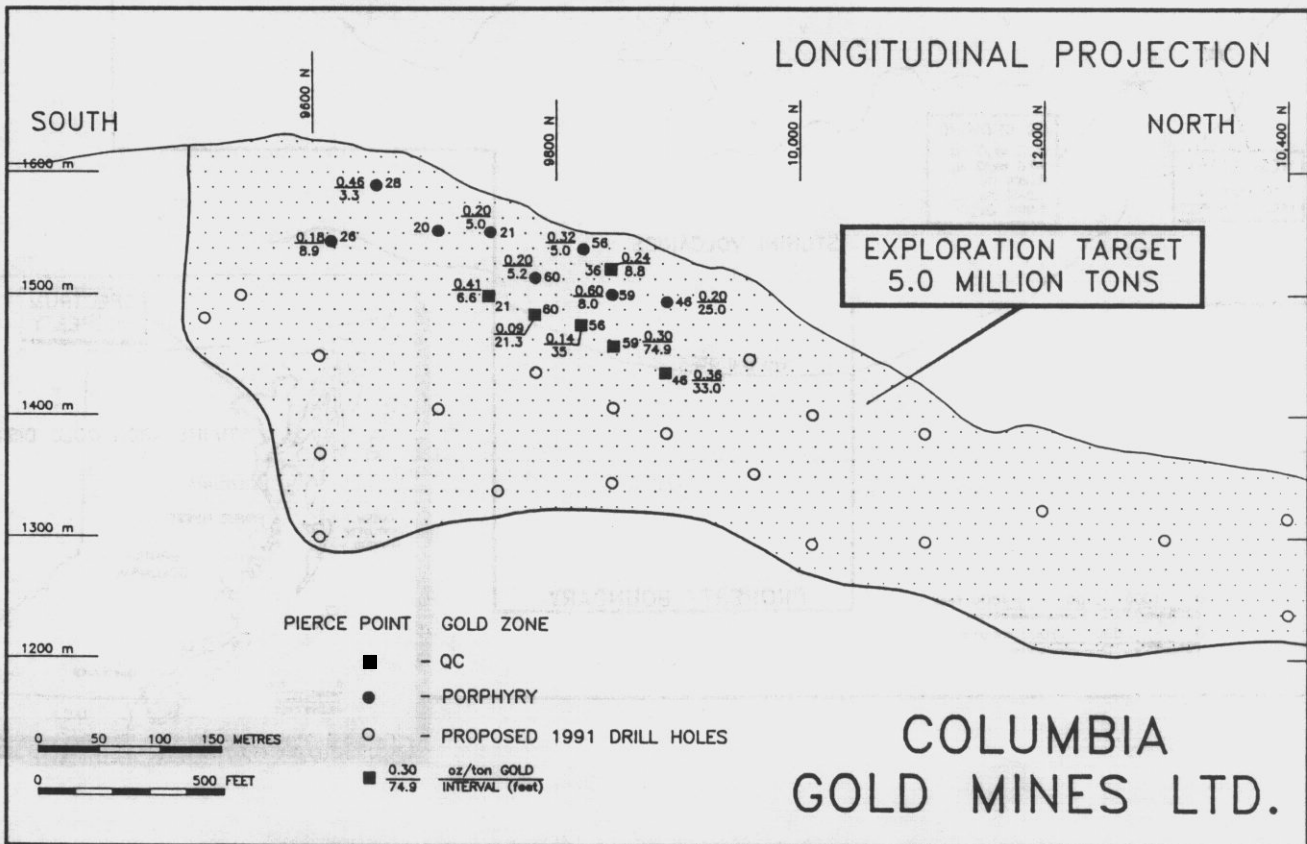 LONGITUDINAL PROJECTION
SOUTH
NORTH
9600 N
9800 N
10,000 N
12,000 N
10,400 N
1600 m
1500 m
1400 m
1300 m
1200 m
0.46
3.3
28
0.18
8.9
26
20
0.20
5.0
21
0.32
5.0
56
36
0.24
8.8
0.20
5.2
60
0.41
6.6
21
0.60
8.0
59
46
0.20
25.0
60
0.09
21.3
56
0.14
35
59
0.30
74.9
46
0.36
33.0
EXPLORATION TARGET
5.0 MILLION TONS
PIERCE POINT - GOLD ZONE
- QC
- PORPHYRY
- PROPOSED 1991 DRILL HOLES
0.30 oz/ton GOLD
74.9 INTERVAL (feet)
0 50 100 150 METRES
0 500 FEET
COLUMBIA
GOLD MINES LTD.